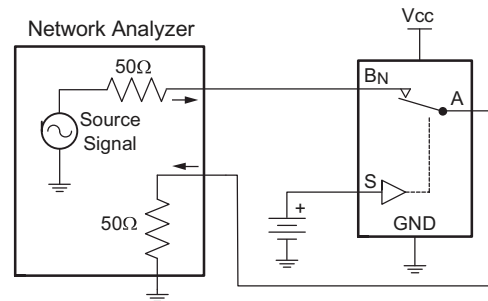 Vcc
Network Analyzer
50Ω
BN
A
Source
Signal
S
+
50Ω
GND